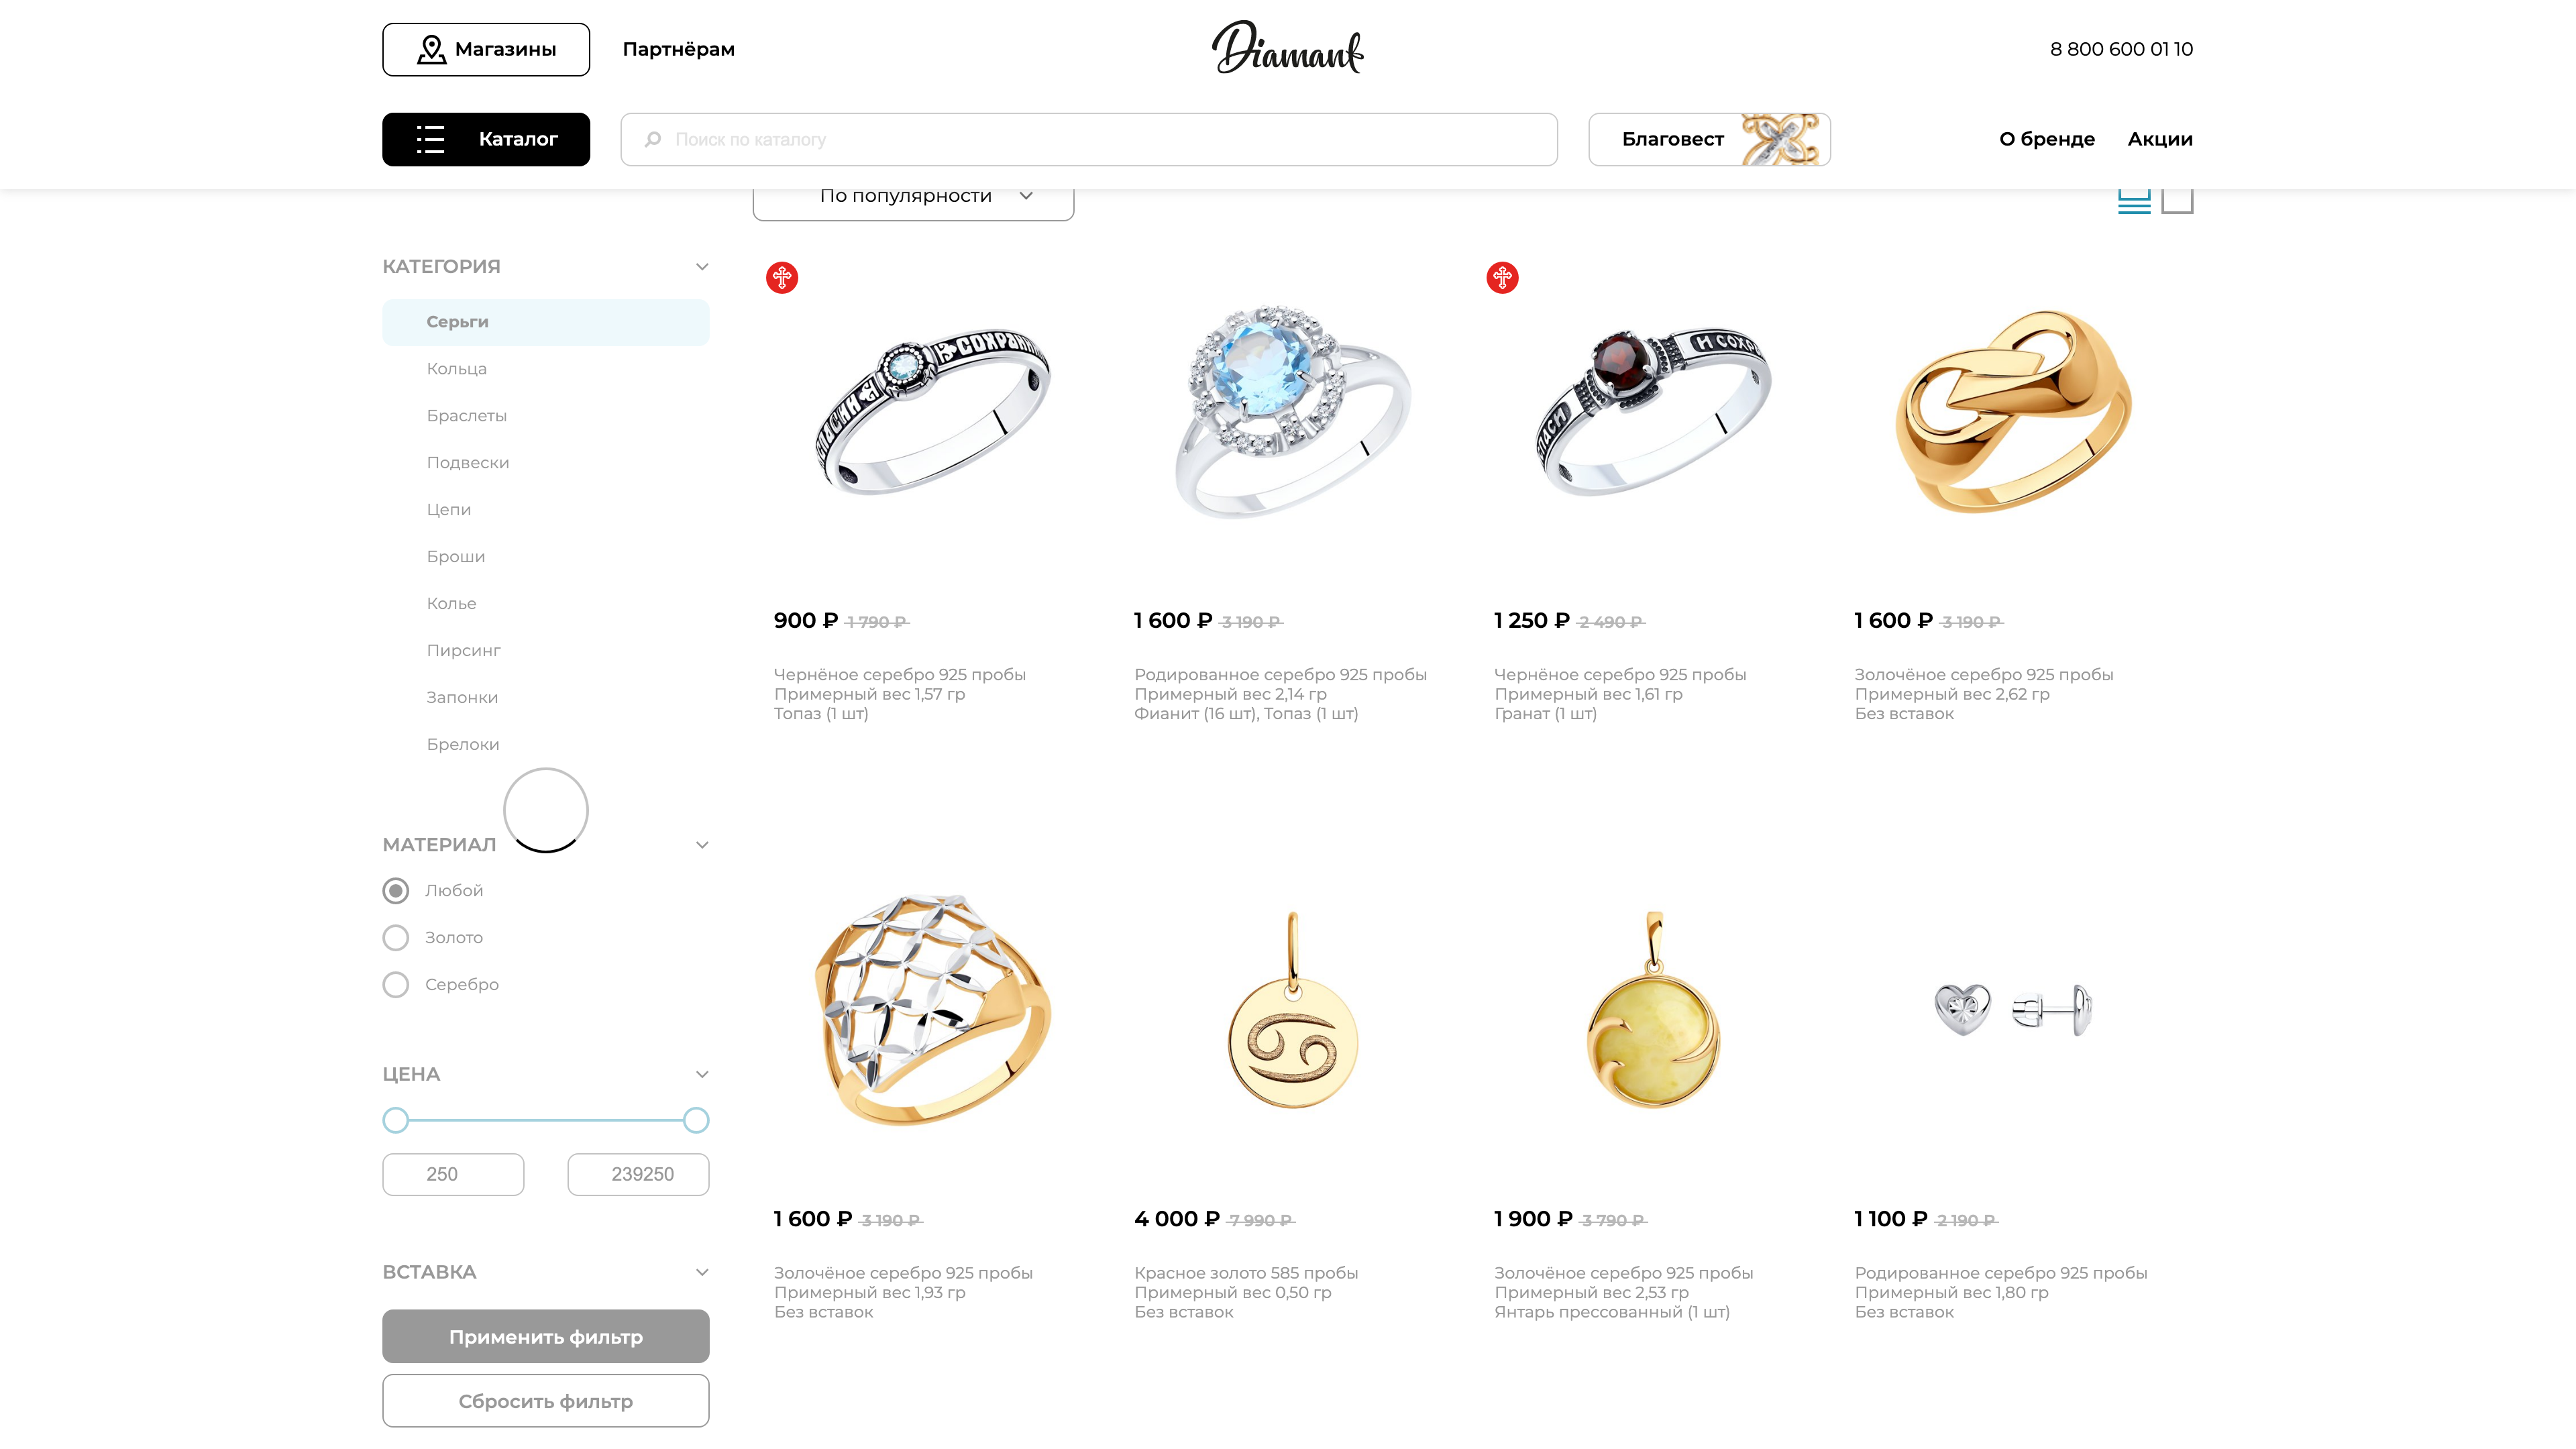 Магазины
Партнёрам
Diamant
8 800 600 01 10
Каталог
Поиск по каталогу
Благовест
О бренде
Акции
По популярности
КАТЕГОРИЯ
Серьги
Кольца
Браслеты
Подвески
Цепи
Броши
Колье
Пирсинг
Запонки
Брелоки
МАТЕРИАЛ
Любой
Золото
Серебро
ЦЕНА
250
239250
ВСТАВКА
Применить фильтр
Сбросить фильтр
900 ₽ 1 790 ₽
Чернёное серебро 925 пробы
Примерный вес 1,57 гр
Топаз (1 шт)
1 600 ₽ 3 190 ₽
Родированное серебро 925 пробы
Примерный вес 2,14 гр
Фианит (16 шт), Топаз (1 шт)
1 250 ₽ 2 490 ₽
Чернёное серебро 925 пробы
Примерный вес 1,61 гр
Гранат (1 шт)
1 600 ₽ 3 190 ₽
Золочёное серебро 925 пробы
Примерный вес 2,62 гр
Без вставок
1 600 ₽ 3 190 ₽
Золочёное серебро 925 пробы
Примерный вес 1,93 гр
Без вставок
4 000 ₽ 7 990 ₽
Красное золото 585 пробы
Примерный вес 0,50 гр
Без вставок
1 900 ₽ 3 790 ₽
Золочёное серебро 925 пробы
Примерный вес 2,53 гр
Янтарь прессованный (1 шт)
1 100 ₽ 2 190 ₽
Родированное серебро 925 пробы
Примерный вес 1,80 гр
Без вставок